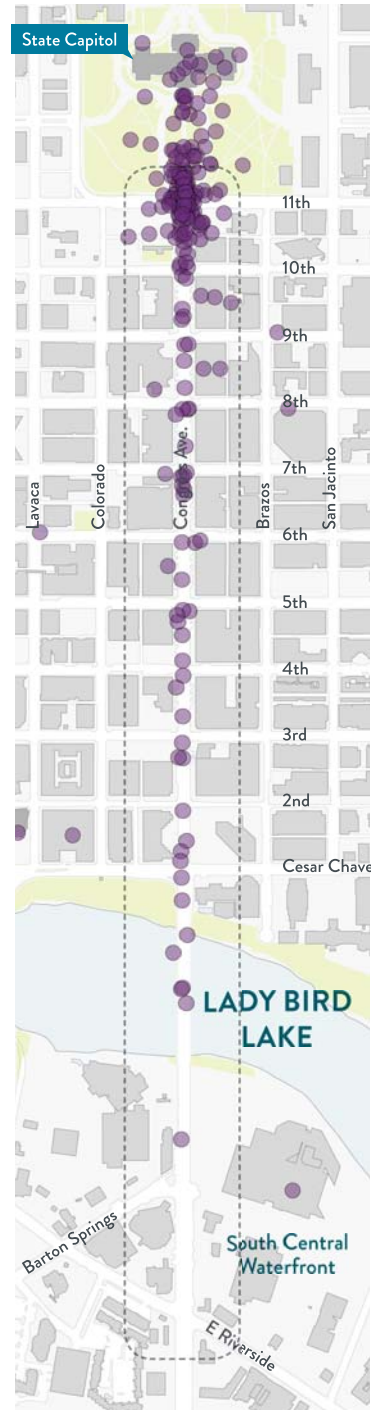 State Capitol
11th
10th
9th
8th
7th
Lavaca
Colorado
Congress Ave.
Brazos
San Jacinto
6th
5th
4th
3rd
2nd
Cesar Chave
LADY BIRD
LAKE
Barton Springs
South Central
Waterfront
E Riverside